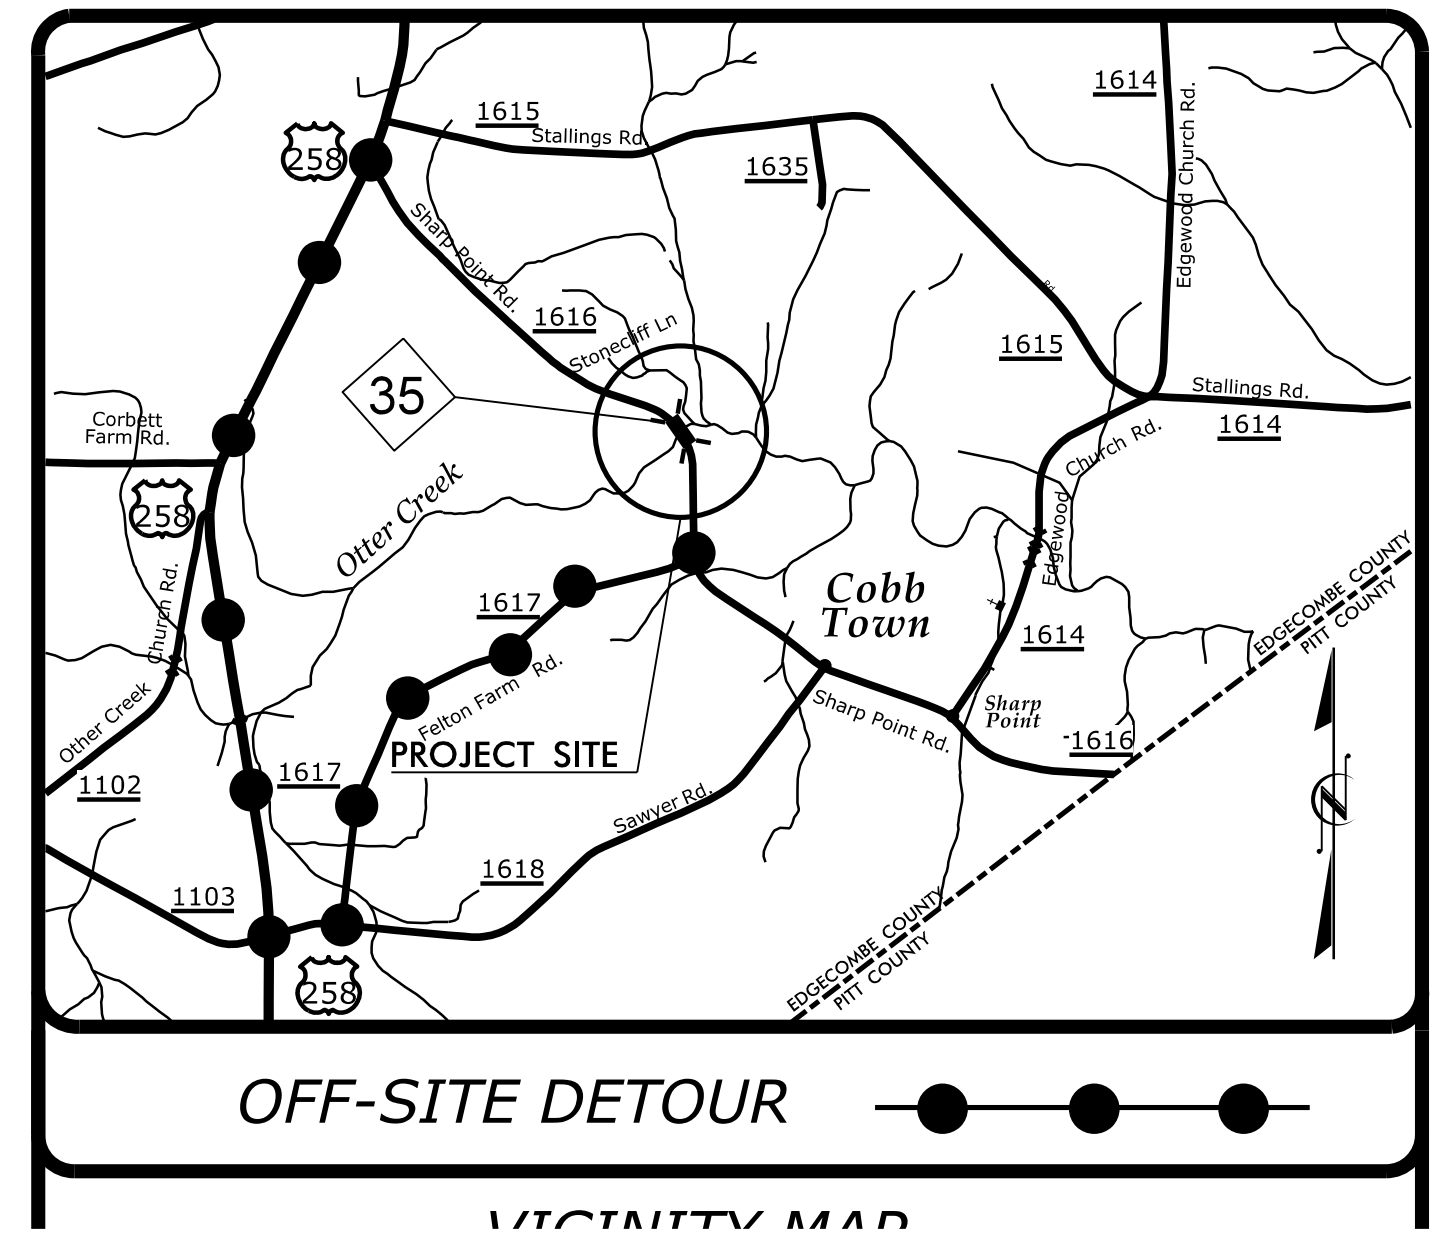 1614
1615
Stallings Rd.
Edgewood Church Rd.
258
1635
Sharp Point Rd.
Rd.
1616
Stonecliff Ln
1615
35
Stallings Rd.
1614
Corbett
Farm Rd.
Church Rd.
Edgewood
Otter Creek
258
EDGECOMBE COUNTY
PITT COUNTY
Cobb
Town
Church Rd.
Other Creek
1617
1614
Felton Farm Rd.
Sharp
Point
Sharp Point Rd.
-1616
PROJECT SITE
1617
1102
Sawyer Rd.
1618
1103
EDGECOMBE COUNTY
PITT COUNTY
258
N
OFF-SITE DETOUR
VICINITY MAP